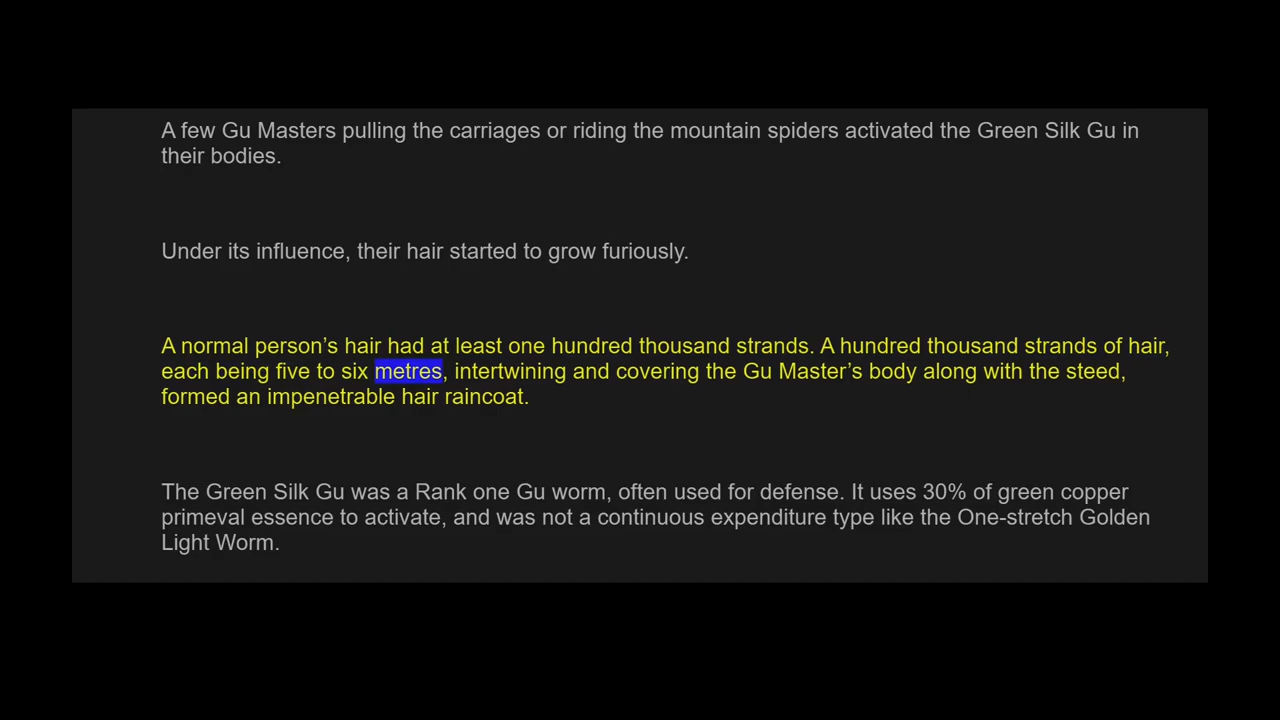 A few Gu Masters pulling the carriages or riding the mountain spiders activated the Green Silk Gu in
their bodies.
Under its influence, their hair started to grow furiously.
A normal person’s hair had at least one hundred thousand strands. A hundred thousand strands of hair,
each being five to six metres, intertwining and covering the Gu Master’s body along with the steed,
formed an impenetrable hair raincoat.
The Green Silk Gu was a Rank one Gu worm, often used for defense. It uses 30% of green copper
primeval essence to activate, and was not a continuous expenditure type like the One-stretch Golden
Light Worm.